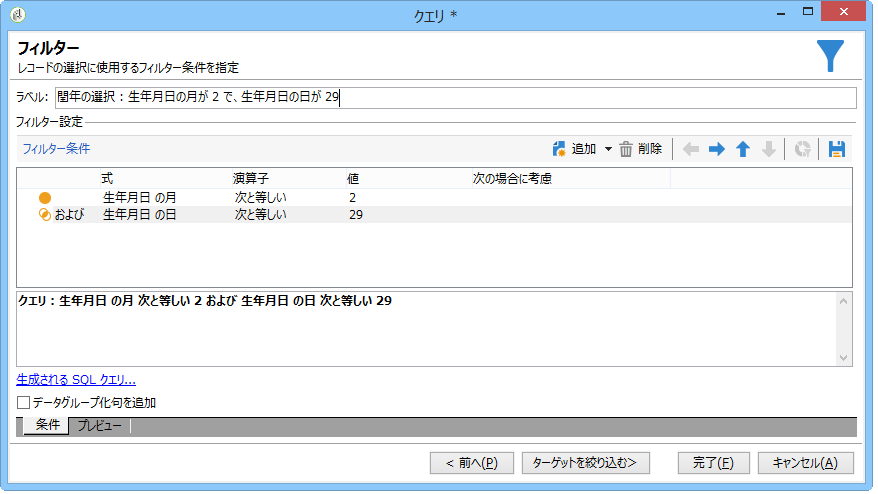 クエリ *
フィルター
レコードの選択に使用するフィルター条件を指定
ラベル: 閏年の選択 : 生年月日の月が 2 で、生年月日の日が 29
フィルター設定
フィルター条件 追加 削除
式 演算子 値 次の場合に考慮
生年月日 の月 次と等しい 2
および 生年月日 の日 次と等しい 29
クエリ : 生年月日 の月 次と等しい 2 および 生年月日 の日 次と等しい 29
生成される SQL クエリ...
データグループ化句を追加
条件 プレビュー
< 前へ(P) ターゲットを絞り込む> 完了(F) キャンセル(A)